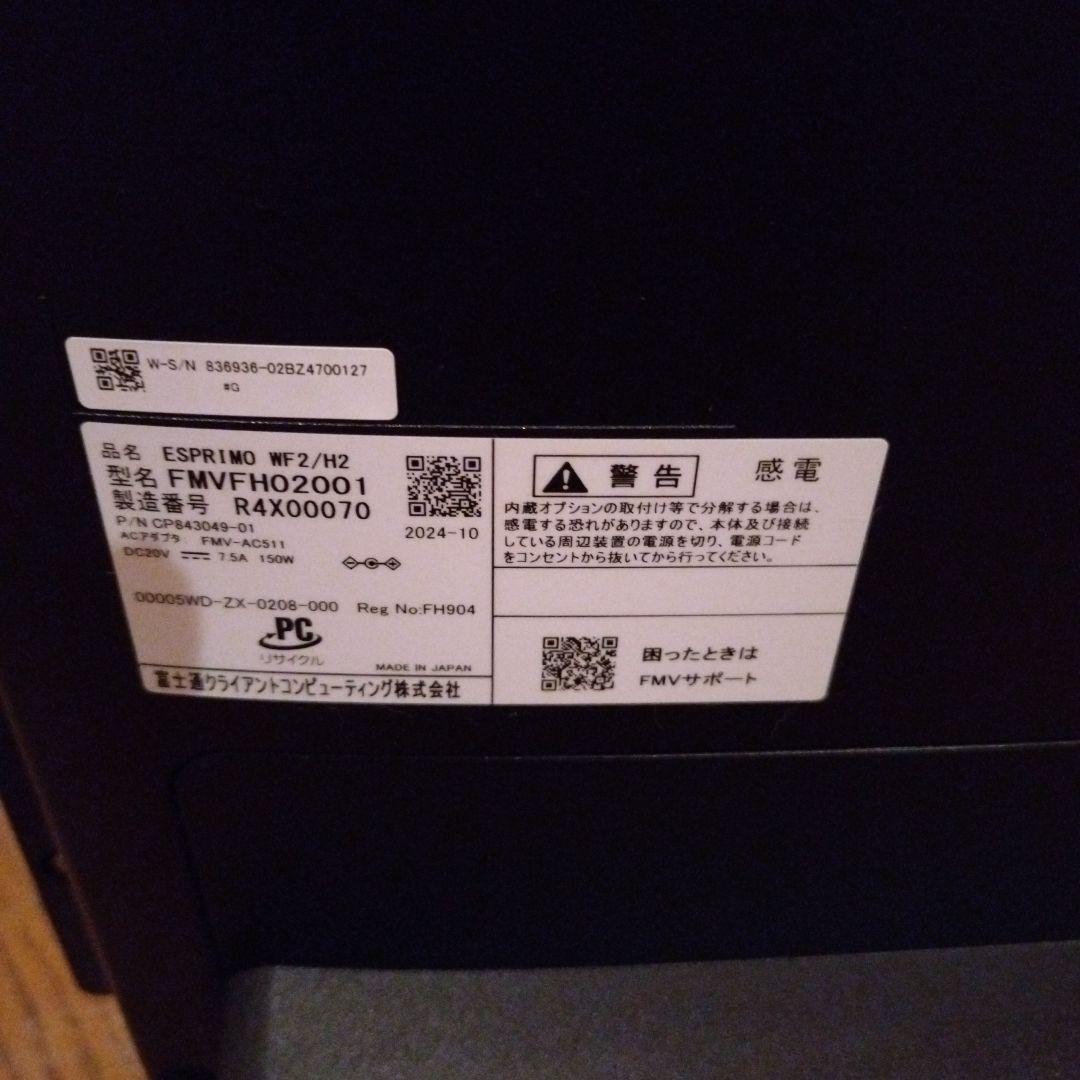 W-S/N 836936-02BZ4700127
#G
品名 ESPRIMO WF2/H2
型名 FMVFH02001
製造番号 R4X00070
P/N CP843049-01
2024-10
ACアダプタ FMV-AC511
DC20V 7.5A 150W
00005WD-ZX-0208-000 Reg No:FH904
PC
リサイクル
MADE IN JAPAN
富士通クライアントコンピューティング株式会社
警告 感電
内蔵オプションの取付け等で分解する場合は、
感電する恐れがありますので、本体及び接続
している周辺装置の電源を切り、電源コード
をコンセントから抜いてから行ってください。
困ったときは
FMVサポート